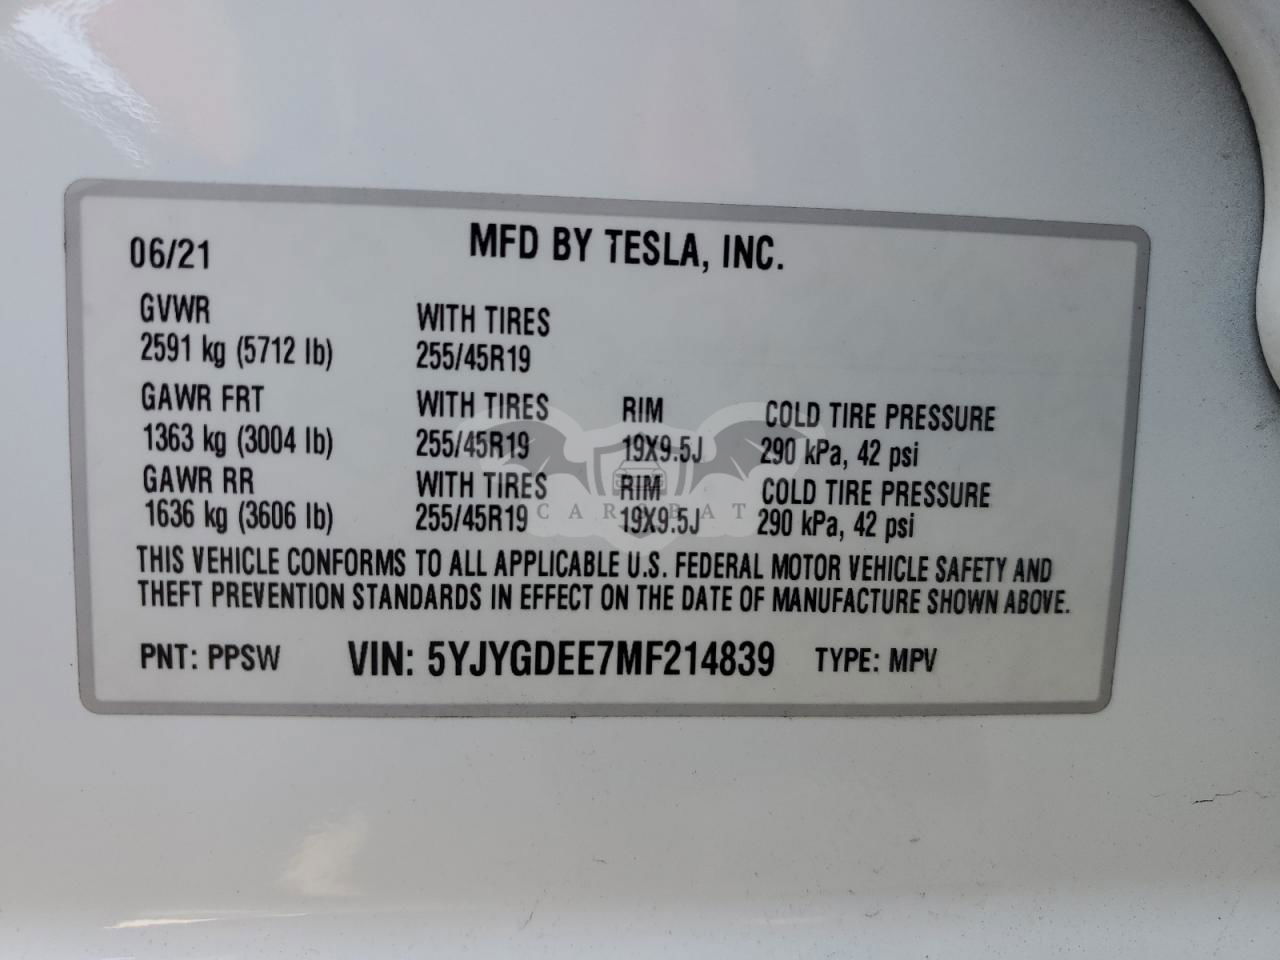 06/21 MFD BY TESLA, INC.
GVWR WITH TIRES
2591 kg (5712 lb) 255/45R19
GAWR FRT WITH TIRES RIM COLD TIRE PRESSURE
1363 kg (3004 lb) 255/45R19 19X9.5J 290 kPa, 42 psi
GAWR RR WITH TIRES RIM COLD TIRE PRESSURE
1636 kg (3606 lb) 255/45R19 19X9.5J 290 kPa, 42 psi
THIS VEHICLE CONFORMS TO ALL APPLICABLE U.S. FEDERAL MOTOR VEHICLE SAFETY AND
THEFT PREVENTION STANDARDS IN EFFECT ON THE DATE OF MANUFACTURE SHOWN ABOVE.
PNT: PPSW VIN: 5YJYGDEE7MF214839 TYPE: MPV